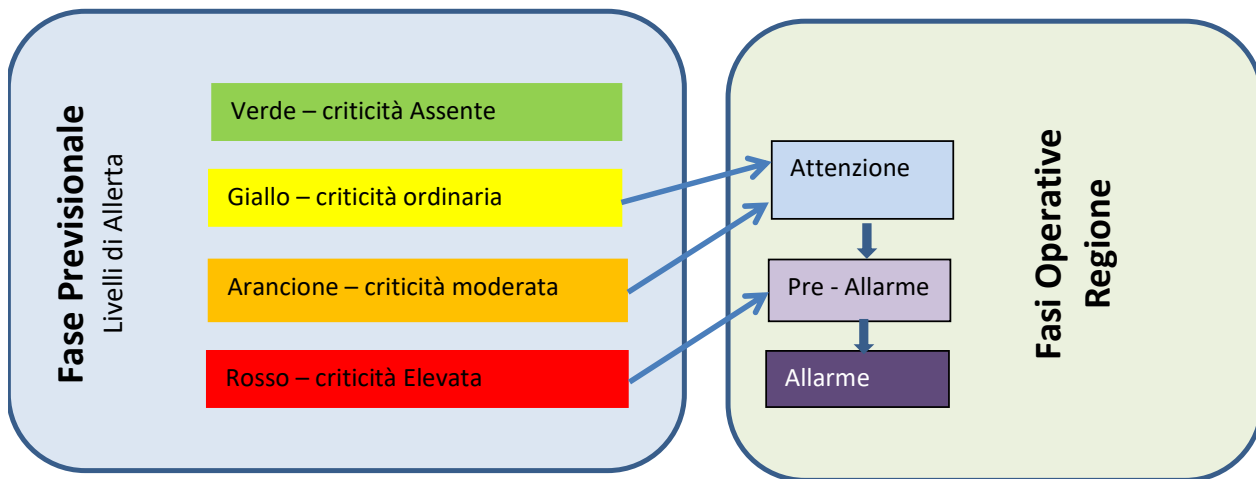 Fase Previsionale
Livelli di Allerta
Verde – criticità Assente
Giallo – criticità ordinaria
Arancione – criticità moderata
Rosso – criticità Elevata
Attenzione
Pre - Allarme
Allarme
Fasi Operative
Regione